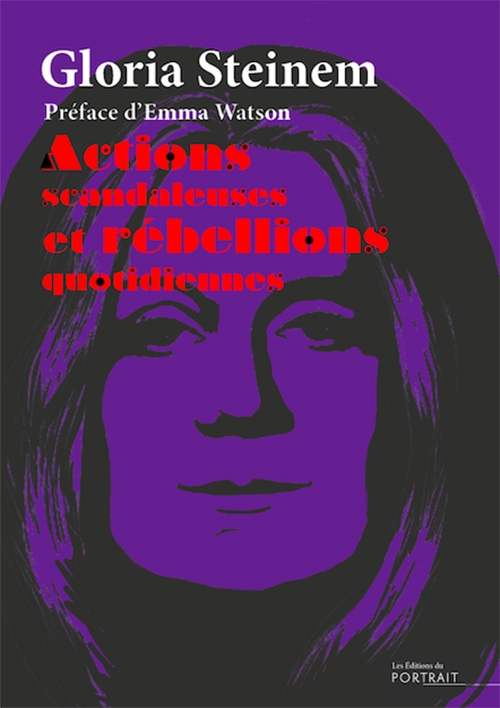 Gloria Steinem
Préface d'Emma Watson
Actions
scandaleuses
et rébellions
quotidiennes
Les Éditions du
PORTRAIT